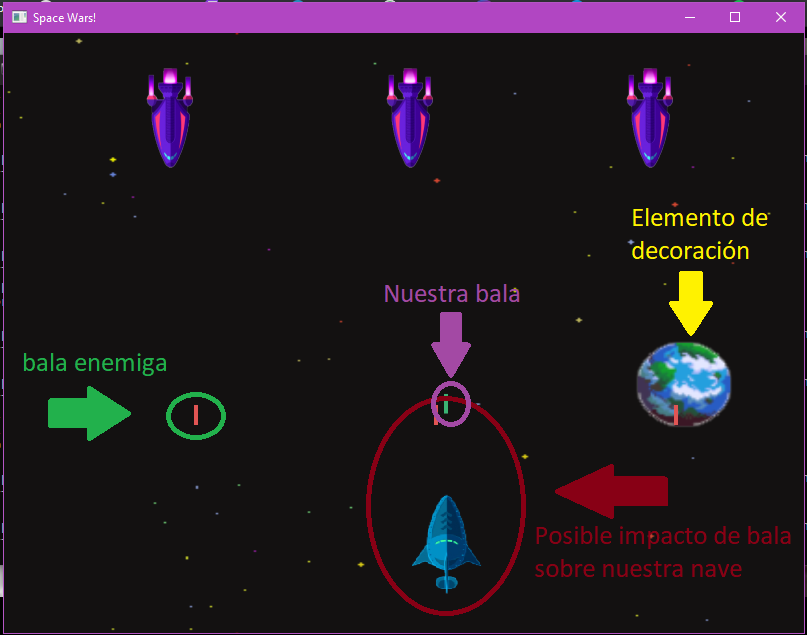 Space Wars!
Elemento de
decoración
Nuestra bala
bala enemiga
Posible impacto de bala
sobre nuestra nave